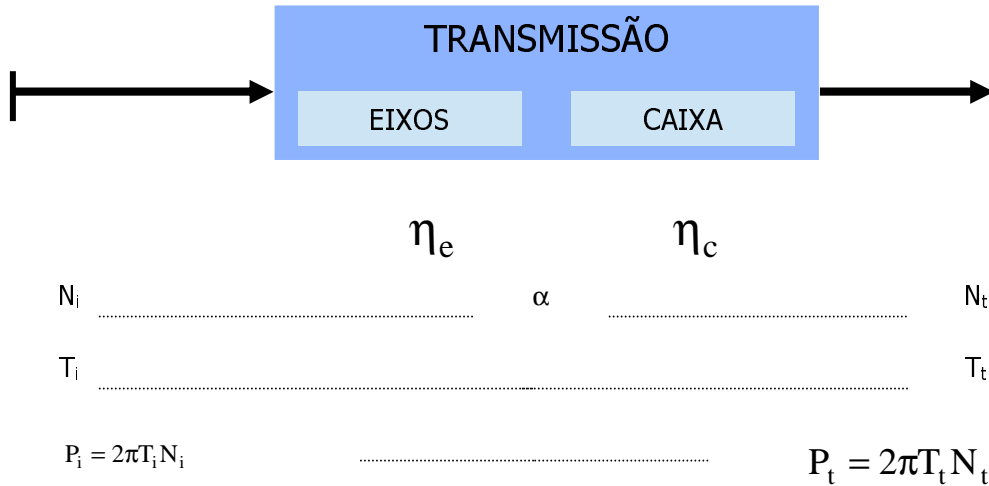 TRANSMISSÃO
EIXOS CAIXA
ηe ηc
Ni α Nt
Ti Tt
Pi = 2πTiNi Pt = 2πTtNt